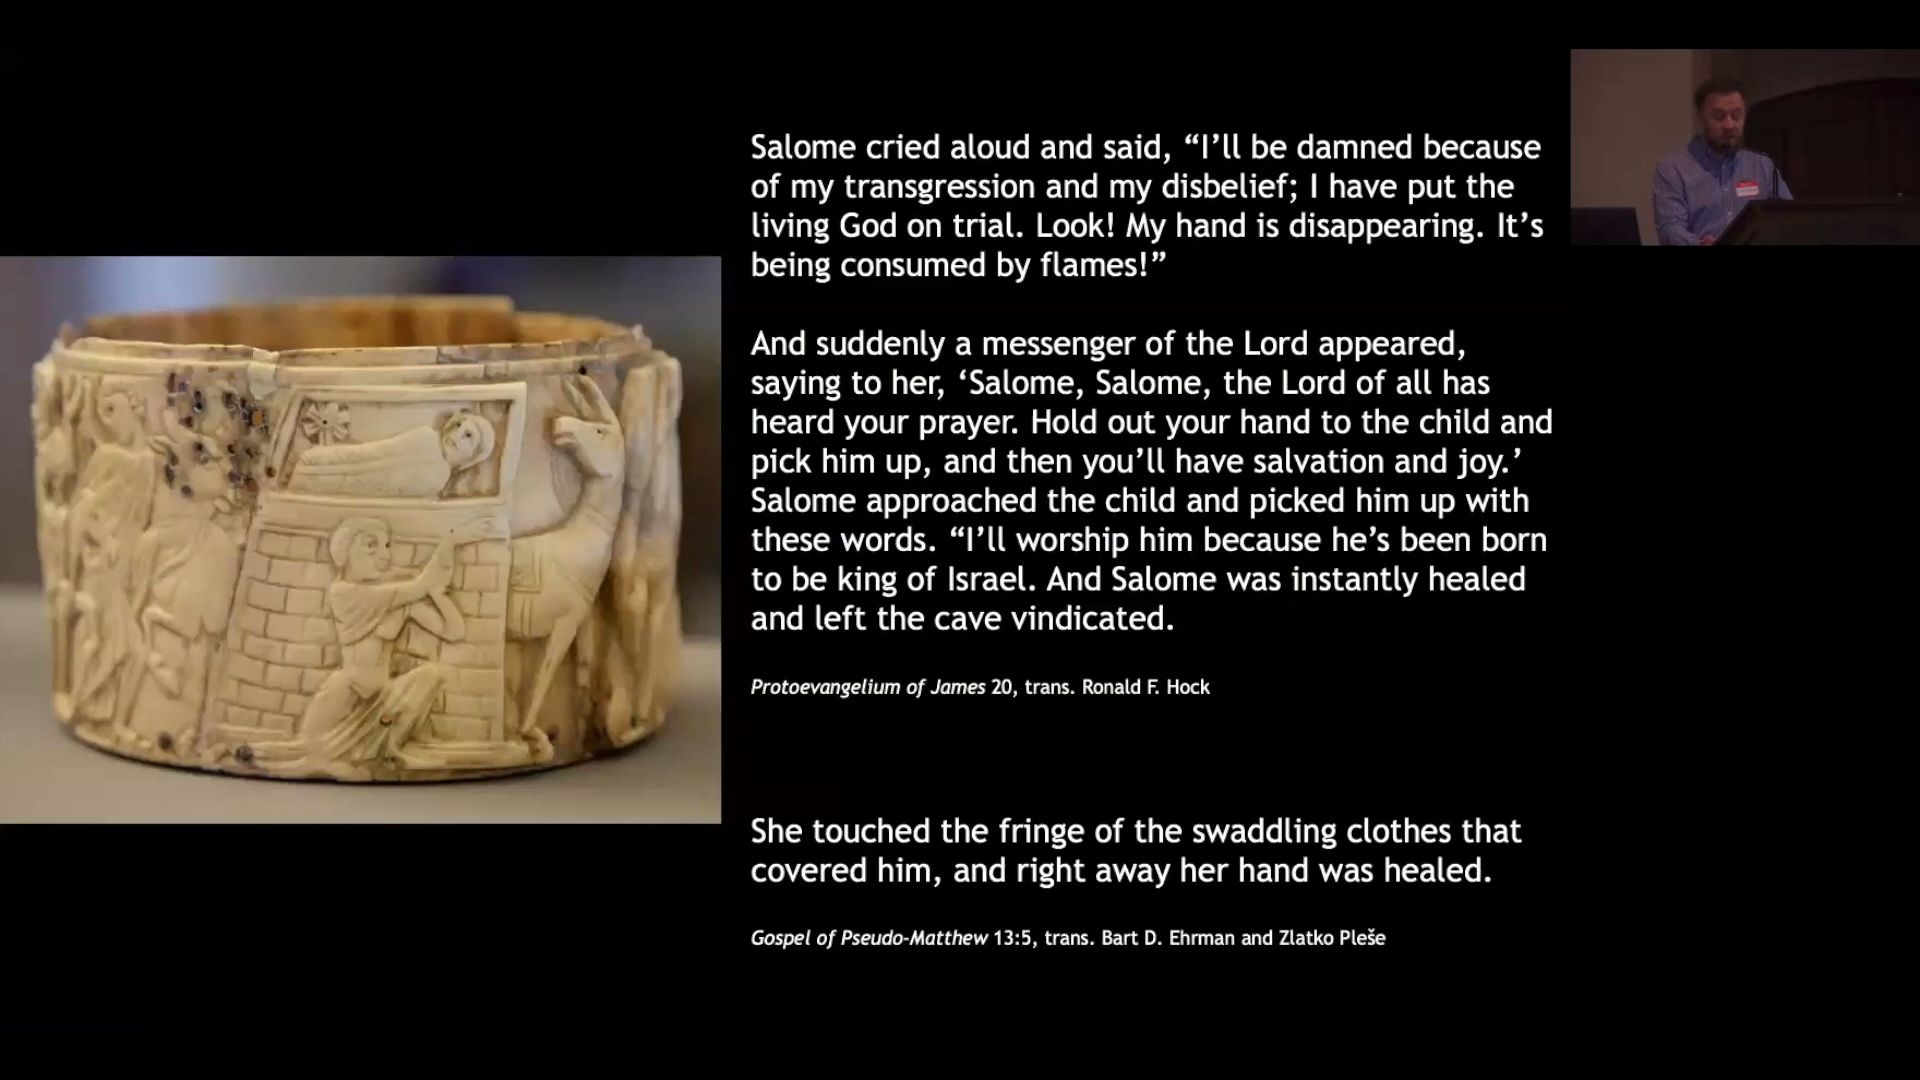 Salome cried aloud and said, “I’ll be damned because
of my transgression and my disbelief; I have put the
living God on trial. Look! My hand is disappearing. It’s
being consumed by flames!”
And suddenly a messenger of the Lord appeared,
saying to her, ‘Salome, Salome, the Lord of all has
heard your prayer. Hold out your hand to the child and
pick him up, and then you’ll have salvation and joy.’
Salome approached the child and picked him up with
these words. “I’ll worship him because he’s been born
to be king of Israel. And Salome was instantly healed
and left the cave vindicated.
Protoevangelium of James 20, trans. Ronald F. Hock
She touched the fringe of the swaddling clothes that
covered him, and right away her hand was healed.
Gospel of Pseudo-Matthew 13:5, trans. Bart D. Ehrman and Zlatko Pleše